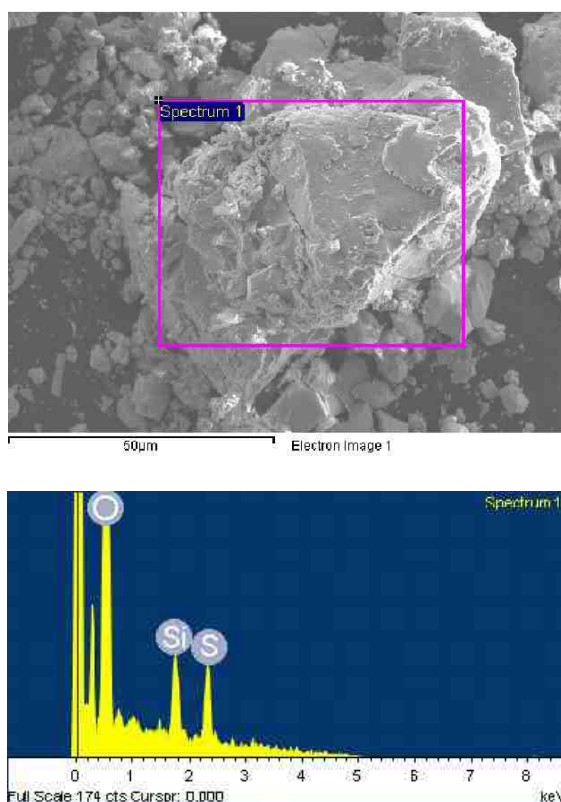 Spectrum 1
50µm Electron Image 1
Spectrum 1
O
Si S
0 1 2 3 4 5 6 7 8
Full Scale 174 cts Cursor: 0.000 keV